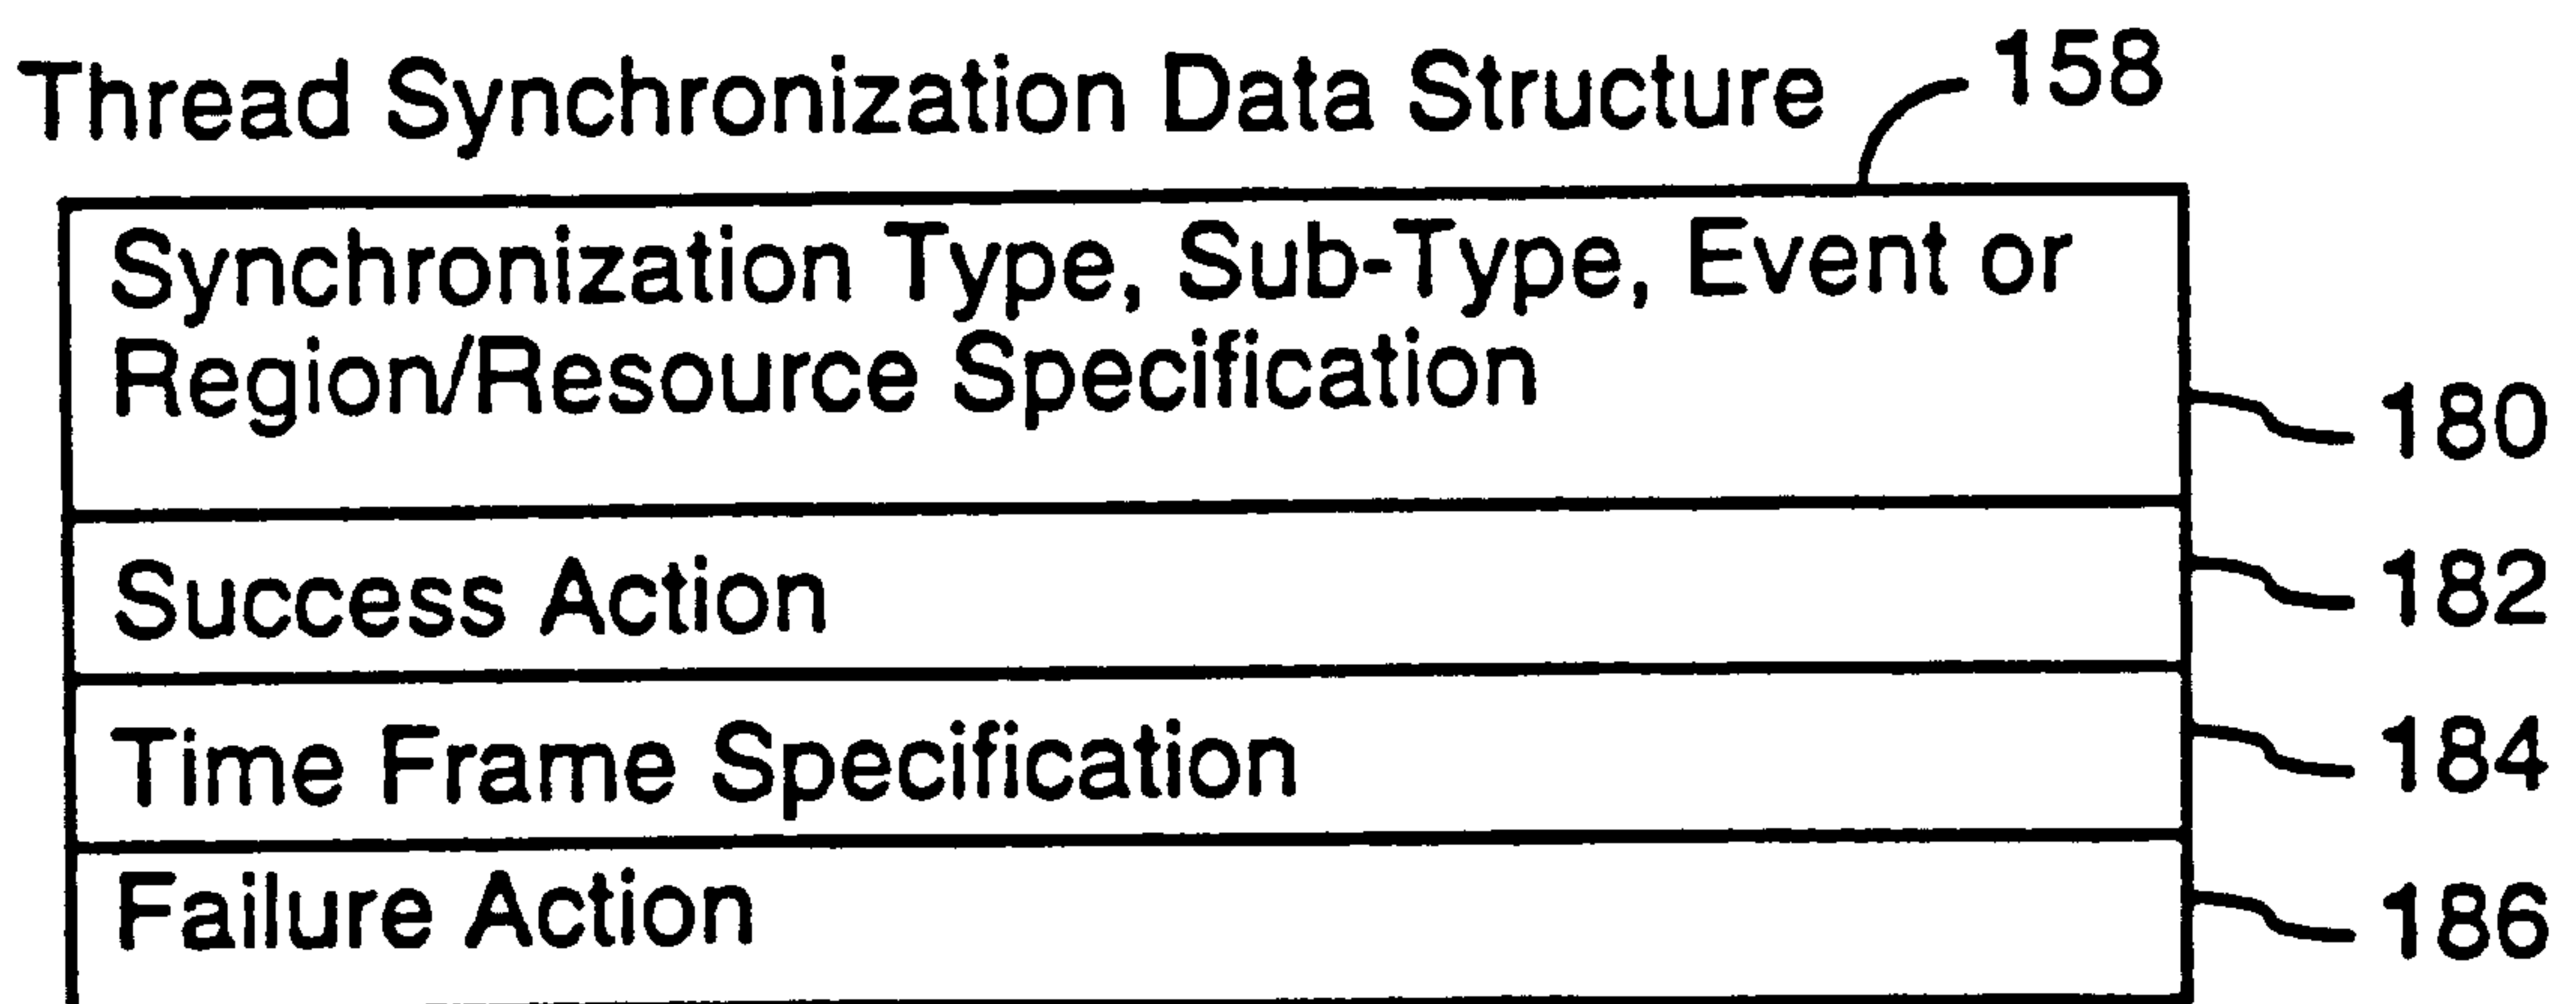 Thread Synchronization Data Structure 158
Synchronization Type, Sub-Type, Event or
Region/Resource Specification
180
Success Action 182
Time Frame Specification 184
Failure Action 186